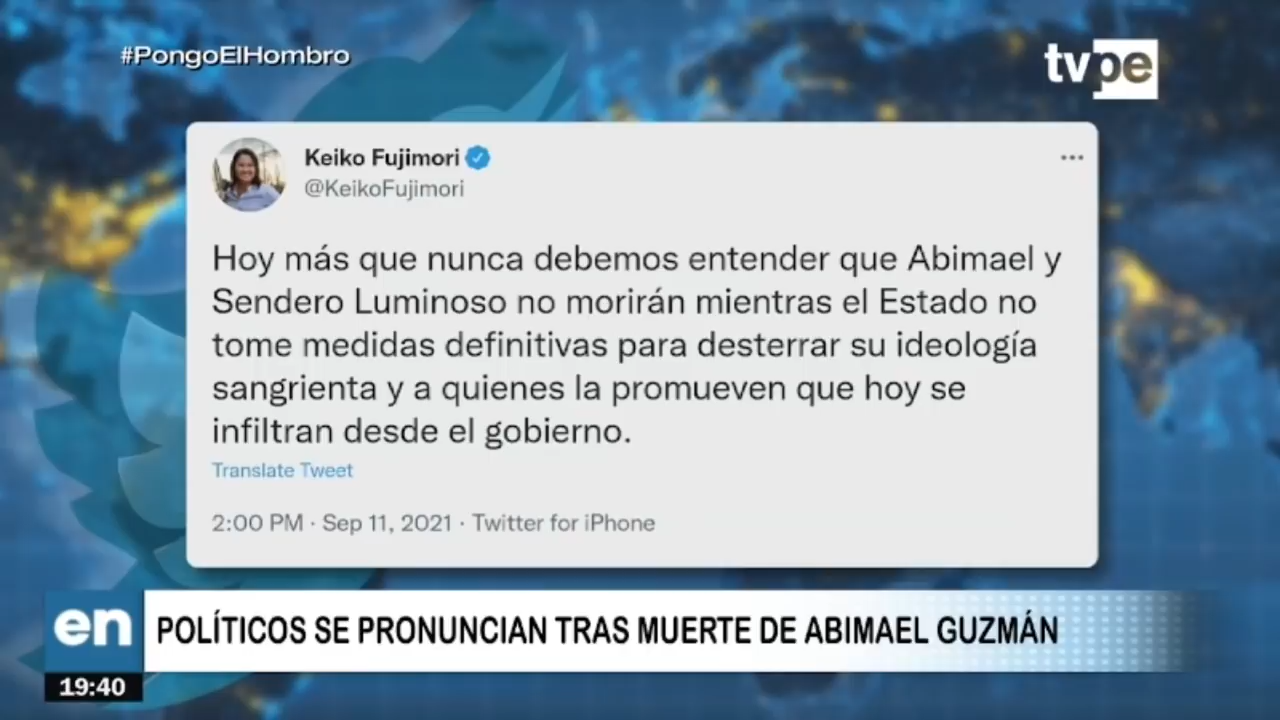 #PongoElHombro
tvpe
Keiko Fujimori
@KeikoFujimori
Hoy más que nunca debemos entender que Abimael y
Sendero Luminoso no morirán mientras el Estado no
tome medidas definitivas para desterrar su ideología
sangrienta y a quienes la promueven que hoy se
infiltran desde el gobierno.
Translate Tweet
2:00 PM · Sep 11, 2021 · Twitter for iPhone
en
POLÍTICOS SE PRONUNCIAN TRAS MUERTE DE ABIMAEL GUZMÁN
19:40